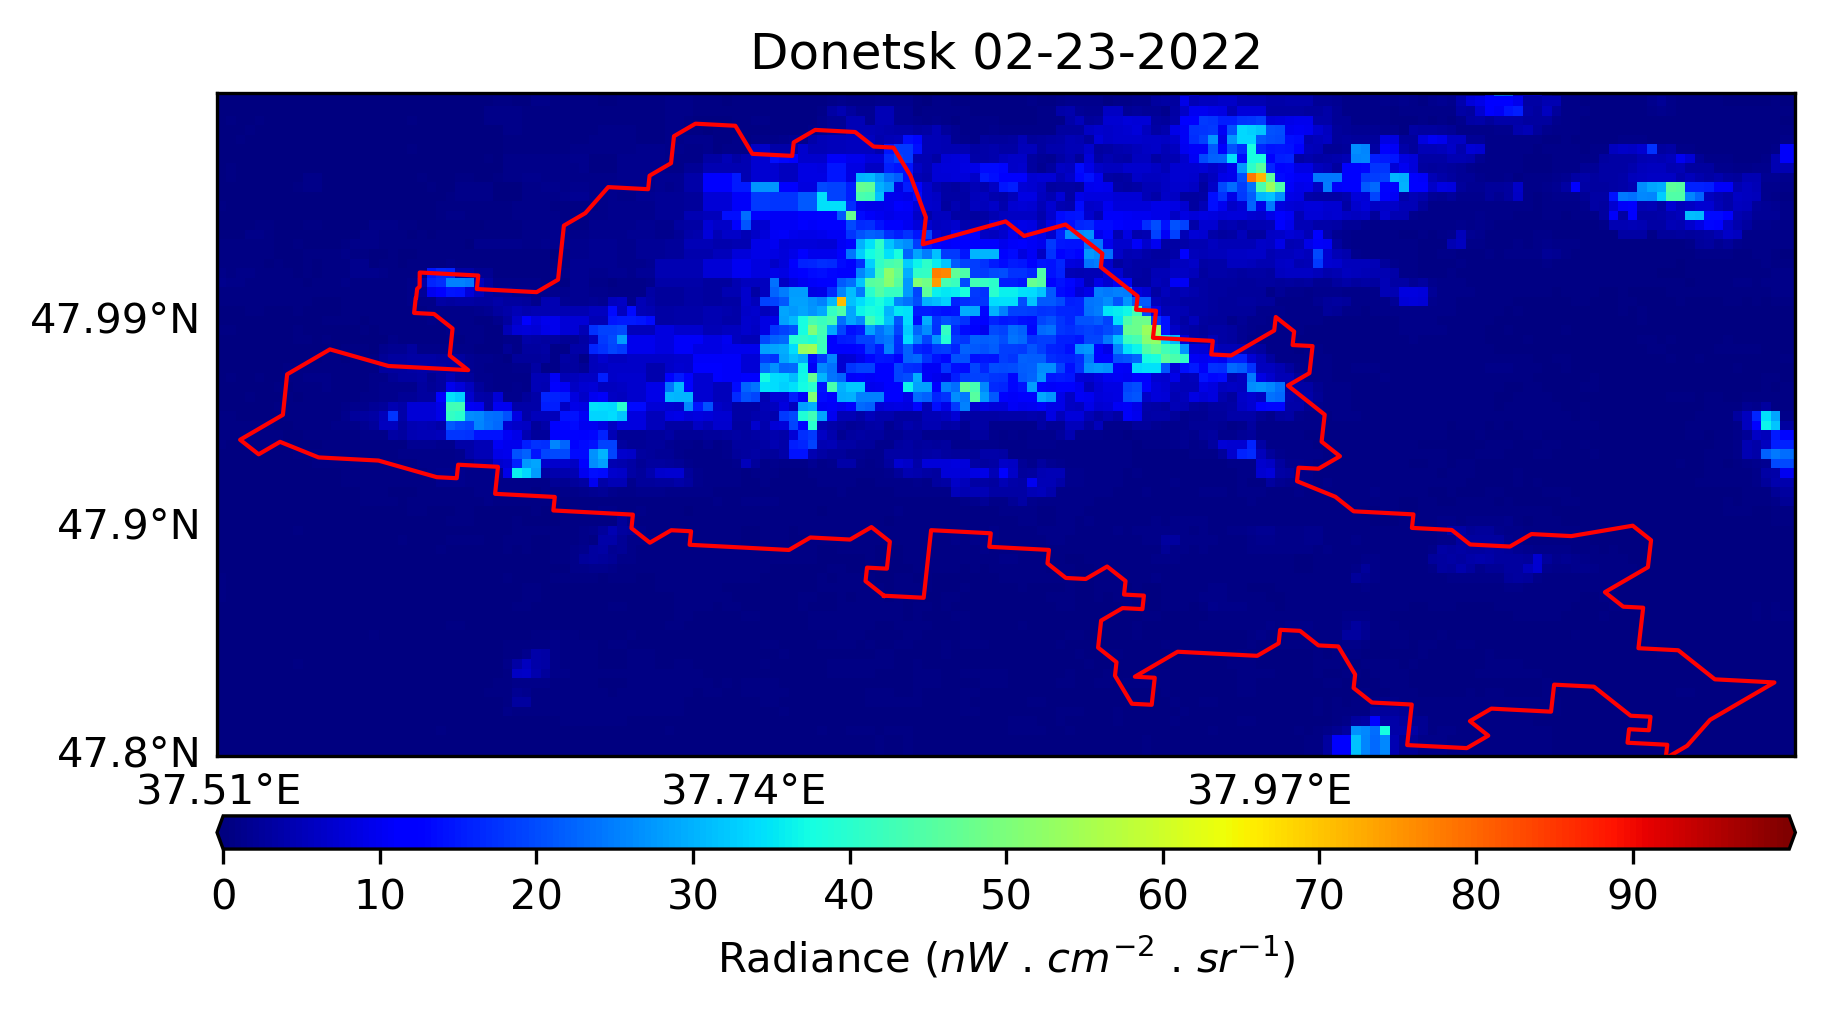 Donetsk 02-23-2022
47.99°N
47.9°N
47.8°N
37.51°E 37.74°E 37.97°E
0 10 20 30 40 50 60 70 80 90
Radiance (nW . cm⁻² . sr⁻¹)